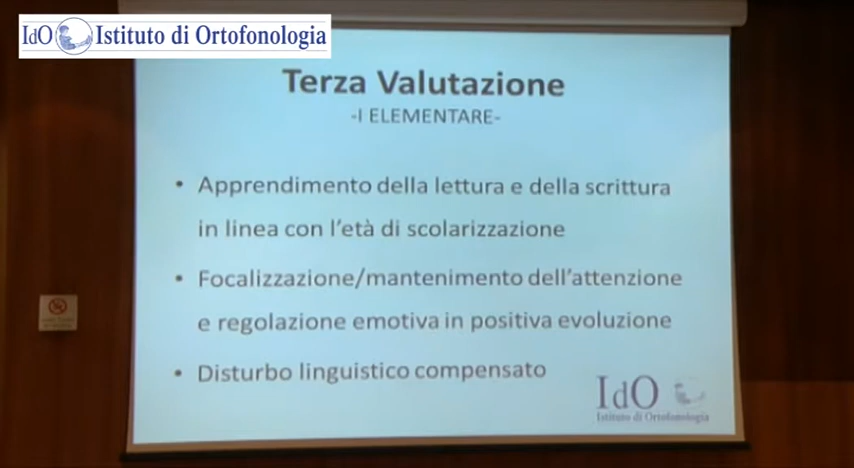 IdO Istituto di Ortofonologia
Terza Valutazione
-I ELEMENTARE-
• Apprendimento della lettura e della scrittura
in linea con l'età di scolarizzazione
• Focalizzazione/mantenimento dell'attenzione
e regolazione emotiva in positiva evoluzione
• Disturbo linguistico compensato
IdO
Istituto di Ortofonologia